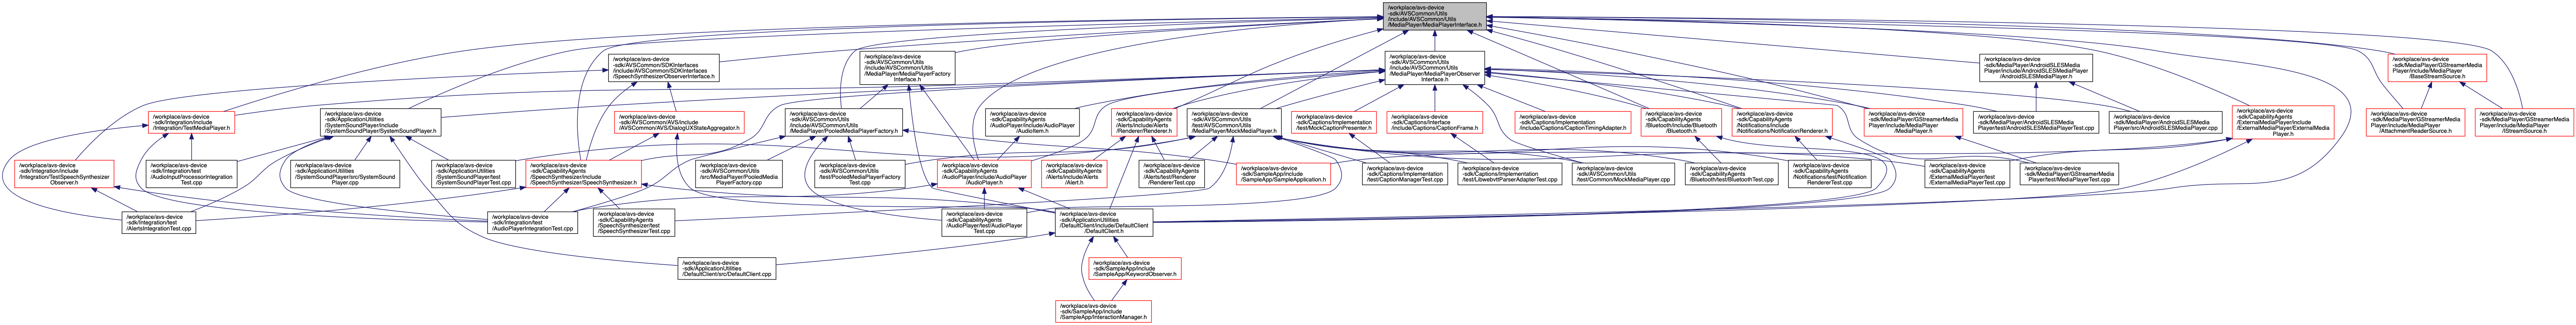 /workplace/avs-device
-sdk/AVSCommon/Utils
/include/AVSCommon/Utils
/MediaPlayer/MediaPlayerInterface.h
/workplace/avs-device
-sdk/AVSCommon/SDKInterfaces
/include/AVSCommon/SDKInterfaces
/SpeechSynthesizerObserverInterface.h
/workplace/avs-device
-sdk/AVSCommon/Utils
/include/AVSCommon/Utils
/MediaPlayer/MediaPlayerFactory
Interface.h
/workplace/avs-device
-sdk/AVSCommon/Utils
/include/AVSCommon/Utils
/MediaPlayer/MediaPlayerObserver
Interface.h
/workplace/avs-device
-sdk/MediaPlayer/AndroidSLESMedia
Player/include/AndroidSLESMediaPlayer
/AndroidSLESMediaPlayer.h
/workplace/avs-device
-sdk/MediaPlayer/GStreamerMedia
Player/include/MediaPlayer
/BaseStreamSource.h
/workplace/avs-device
-sdk/Integration/include
/Integration/TestMediaPlayer.h
/workplace/avs-device
-sdk/ApplicationUtilities
/SystemSoundPlayer/include
/SystemSoundPlayer/SystemSoundPlayer.h
/workplace/avs-device
-sdk/AVSCommon/AVS/include
/AVSCommon/AVS/DialogUXStateAggregator.h
/workplace/avs-device
-sdk/AVSCommon/Utils
/include/AVSCommon/Utils
/MediaPlayer/PooledMediaPlayerFactory.h
/workplace/avs-device
-sdk/CapabilityAgents
/AudioPlayer/include/AudioPlayer
/AudioItem.h
/workplace/avs-device
-sdk/CapabilityAgents
/Alerts/include/Alerts
/Renderer/Renderer.h
/workplace/avs-device
-sdk/AVSCommon/Utils
/test/AVSCommon/Utils
/MediaPlayer/MockMediaPlayer.h
/workplace/avs-device
-sdk/Captions/Implementation
/test/MockCaptionPresenter.h
/workplace/avs-device
-sdk/Captions/Interface
/include/Captions/CaptionFrame.h
/workplace/avs-device
-sdk/Captions/Implementation
/include/Captions/CaptionTimingAdapter.h
/workplace/avs-device
-sdk/CapabilityAgents
/Bluetooth/include/Bluetooth
/Bluetooth.h
/workplace/avs-device
-sdk/CapabilityAgents
/Notifications/include
/Notifications/NotificationRenderer.h
/workplace/avs-device
-sdk/MediaPlayer/GStreamerMedia
Player/include/MediaPlayer
/MediaPlayer.h
/workplace/avs-device
-sdk/MediaPlayer/AndroidSLESMedia
Player/test/AndroidSLESMediaPlayerTest.cpp
/workplace/avs-device
-sdk/MediaPlayer/AndroidSLESMedia
Player/src/AndroidSLESMediaPlayer.cpp
/workplace/avs-device
-sdk/CapabilityAgents
/ExternalMediaPlayer/include
/ExternalMediaPlayer/ExternalMedia
Player.h
/workplace/avs-device
-sdk/MediaPlayer/GStreamerMedia
Player/include/MediaPlayer
/AttachmentReaderSource.h
/workplace/avs-device
-sdk/MediaPlayer/GStreamerMedia
Player/include/MediaPlayer
/IStreamSource.h
/workplace/avs-device
-sdk/Integration/include
/Integration/TestSpeechSynthesizer
Observer.h
/workplace/avs-device
-sdk/Integration/test
/AudioInputProcessorIntegration
Test.cpp
/workplace/avs-device
-sdk/ApplicationUtilities
/SystemSoundPlayer/src/SystemSound
Player.cpp
/workplace/avs-device
-sdk/ApplicationUtilities
/SystemSoundPlayer/test
/SystemSoundPlayerTest.cpp
/workplace/avs-device
-sdk/CapabilityAgents
/SpeechSynthesizer/include
/SpeechSynthesizer/SpeechSynthesizer.h
/workplace/avs-device
-sdk/AVSCommon/Utils
/src/MediaPlayer/PooledMedia
PlayerFactory.cpp
/workplace/avs-device
-sdk/AVSCommon/Utils
/test/PooledMediaPlayerFactory
Test.cpp
/workplace/avs-device
-sdk/CapabilityAgents
/AudioPlayer/include/AudioPlayer
/AudioPlayer.h
/workplace/avs-device
-sdk/CapabilityAgents
/Alerts/include/Alerts
/Alert.h
/workplace/avs-device
-sdk/CapabilityAgents
/Alerts/test/Renderer
/RendererTest.cpp
/workplace/avs-device
-sdk/SampleApp/include
/SampleApp/SampleApplication.h
/workplace/avs-device
-sdk/Captions/Implementation
/test/CaptionManagerTest.cpp
/workplace/avs-device
-sdk/Captions/Implementation
/test/LibwebvttParserAdapterTest.cpp
/workplace/avs-device
-sdk/AVSCommon/Utils
/test/Common/MockMediaPlayer.cpp
/workplace/avs-device
-sdk/CapabilityAgents
/Bluetooth/test/BluetoothTest.cpp
/workplace/avs-device
-sdk/CapabilityAgents
/Notifications/test/Notification
RendererTest.cpp
/workplace/avs-device
-sdk/CapabilityAgents
/ExternalMediaPlayer/test
/ExternalMediaPlayerTest.cpp
/workplace/avs-device
-sdk/MediaPlayer/GStreamerMedia
Player/test/MediaPlayerTest.cpp
/workplace/avs-device
-sdk/Integration/test
/AlertsIntegrationTest.cpp
/workplace/avs-device
-sdk/Integration/test
/AudioPlayerIntegrationTest.cpp
/workplace/avs-device
-sdk/CapabilityAgents
/SpeechSynthesizer/test
/SpeechSynthesizerTest.cpp
/workplace/avs-device
-sdk/CapabilityAgents
/AudioPlayer/test/AudioPlayer
Test.cpp
/workplace/avs-device
-sdk/ApplicationUtilities
/DefaultClient/include/DefaultClient
/DefaultClient.h
/workplace/avs-device
-sdk/ApplicationUtilities
/DefaultClient/src/DefaultClient.cpp
/workplace/avs-device
-sdk/SampleApp/include
/SampleApp/KeywordObserver.h
/workplace/avs-device
-sdk/SampleApp/include
/SampleApp/InteractionManager.h